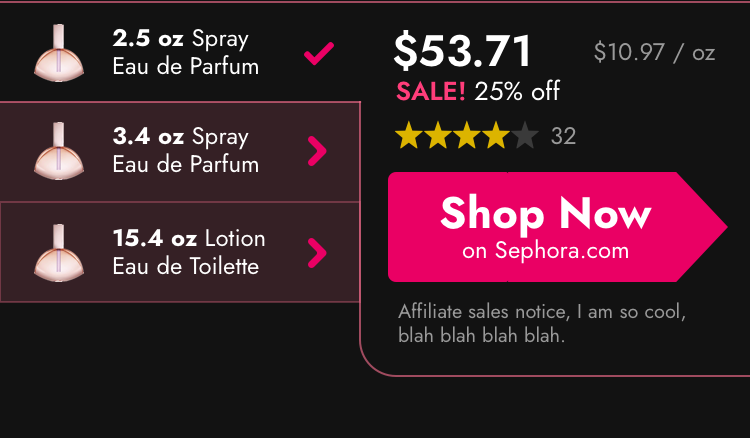 2.5 oz Spray
Eau de Parfum
3.4 oz Spray
Eau de Parfum
15.4 oz Lotion
Eau de Toilette
$53.71
$10.97 / oz
SALE! 25% off
32
Shop Now
on Sephora.com
Affiliate sales notice, I am so cool,
blah blah blah blah.